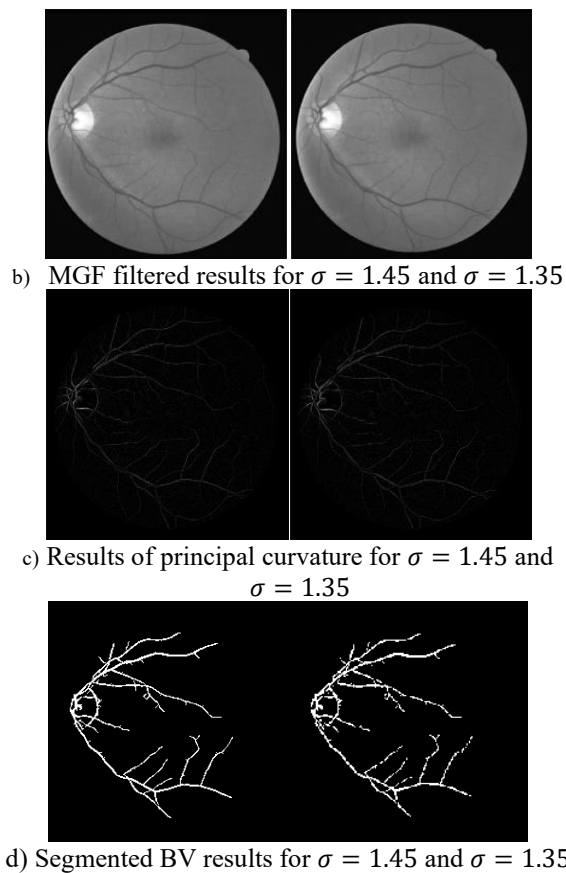 b) MGF filtered results for 𝜎 = 1.45 and 𝜎 = 1.35
c) Results of principal curvature for 𝜎 = 1.45 and
𝜎 = 1.35
d) Segmented BV results for 𝜎 = 1.45 and 𝜎 = 1.35